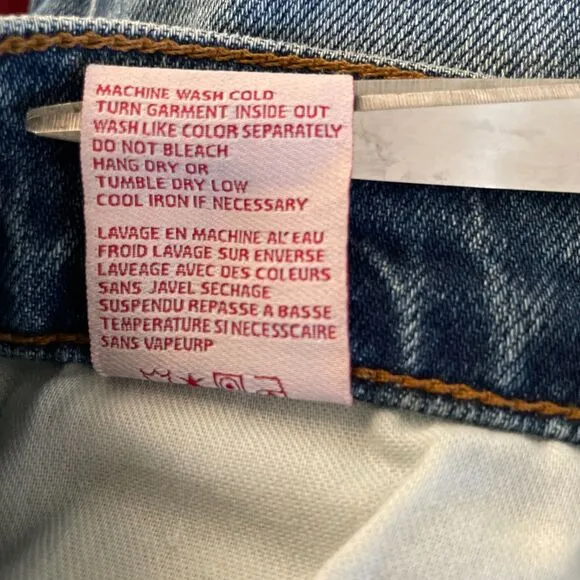 MACHINE WASH COLD
TURN GARMENT INSIDE OUT
WASH LIKE COLOR SEPARATELY
DO NOT BLEACH
HANG DRY OR
TUMBLE DRY LOW
COOL IRON IF NECESSARY
LAVAGE EN MACHINE AL'EAU
FROID LAVAGE SUR ENVERSE
LAVEAGE AVEC DES COLEURS
SANS JAVEL SECHAGE
SUSPENDU REPASSE A BASSE
TEMPERATURE SI NECESSCAIRE
SANS VAPEURP